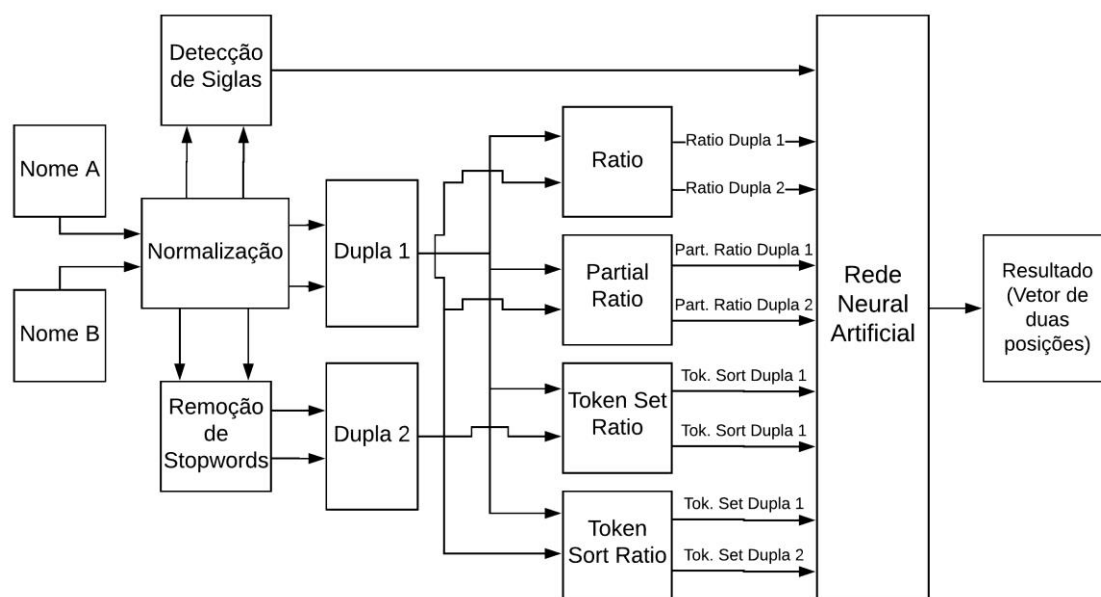 Detecção
de Siglas
Nome A
Nome B
Normalização
Remoção
de
Stopwords
Dupla 1
Dupla 2
Ratio
Ratio Dupla 1
Ratio Dupla 2
Partial
Ratio
Part. Ratio Dupla 1
Part. Ratio Dupla 2
Token Set
Ratio
Tok. Sort Dupla 1
Tok. Sort Dupla 1
Token
Sort Ratio
Tok. Set Dupla 1
Tok. Set Dupla 2
Rede
Neural
Artificial
Resultado
(Vetor de
duas
posições)